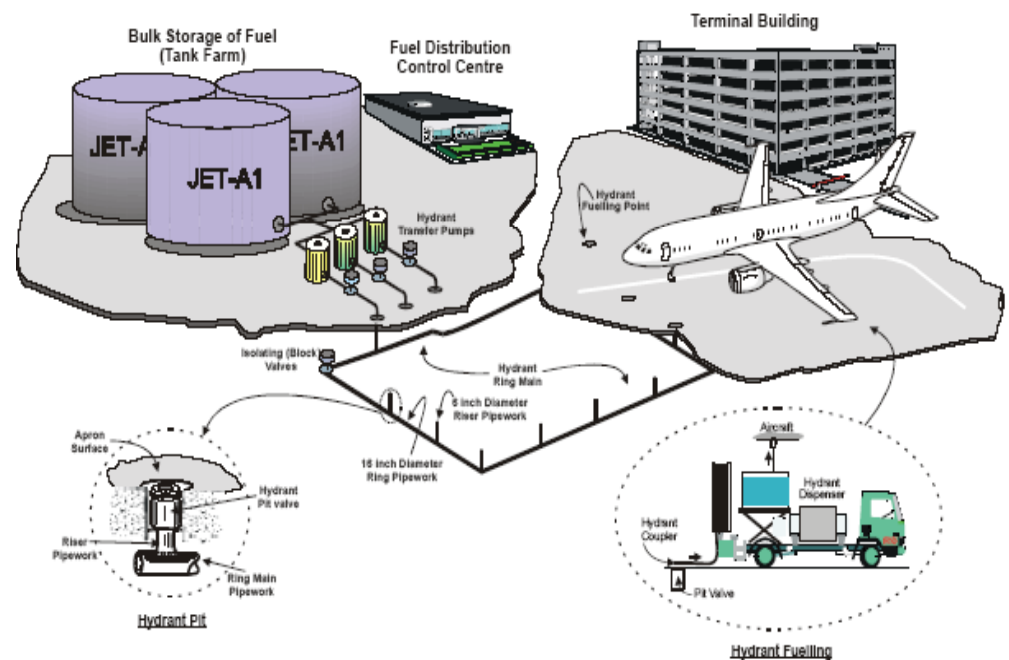 Terminal Building
Bulk Storage of Fuel
(Tank Farm)
Fuel Distribution
Control Centre
JET-A
ET-A1
JET-A1
Hydrant
Transfer Pumps
Hydrant
Fuelling Point
Isolating (Block)
Valves
Hydrant
Ring Main
6 Inch Diameter
Riser Pipework
16 inch Diameter
Ring Pipework
Apron
Surface
Hydrant
Pit valve
Riser
Pipework
Ring Main
Pipework
Hydrant Pit
Aircraft
Hydrant
Dispenser
Hydrant
Coupler
Pit Valve
Hydrant Fuelling